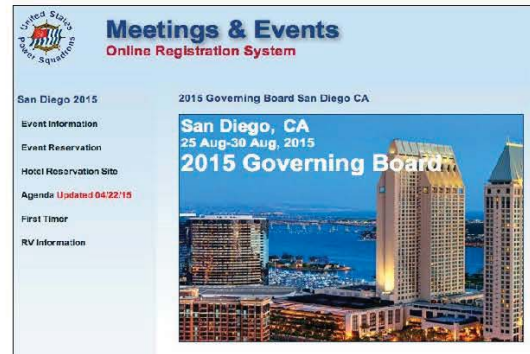 United States
Power Squadrons
Meetings & Events
Online Registration System
San Diego 2015
Event Information
Event Reservation
Hotel Reservation Site
Agenda Updated 04/22/15
First Timor
RV Information
2015 Governing Board San Diego CA
San Diego, CA
25 Aug-30 Aug, 2015
2015 Governing Board